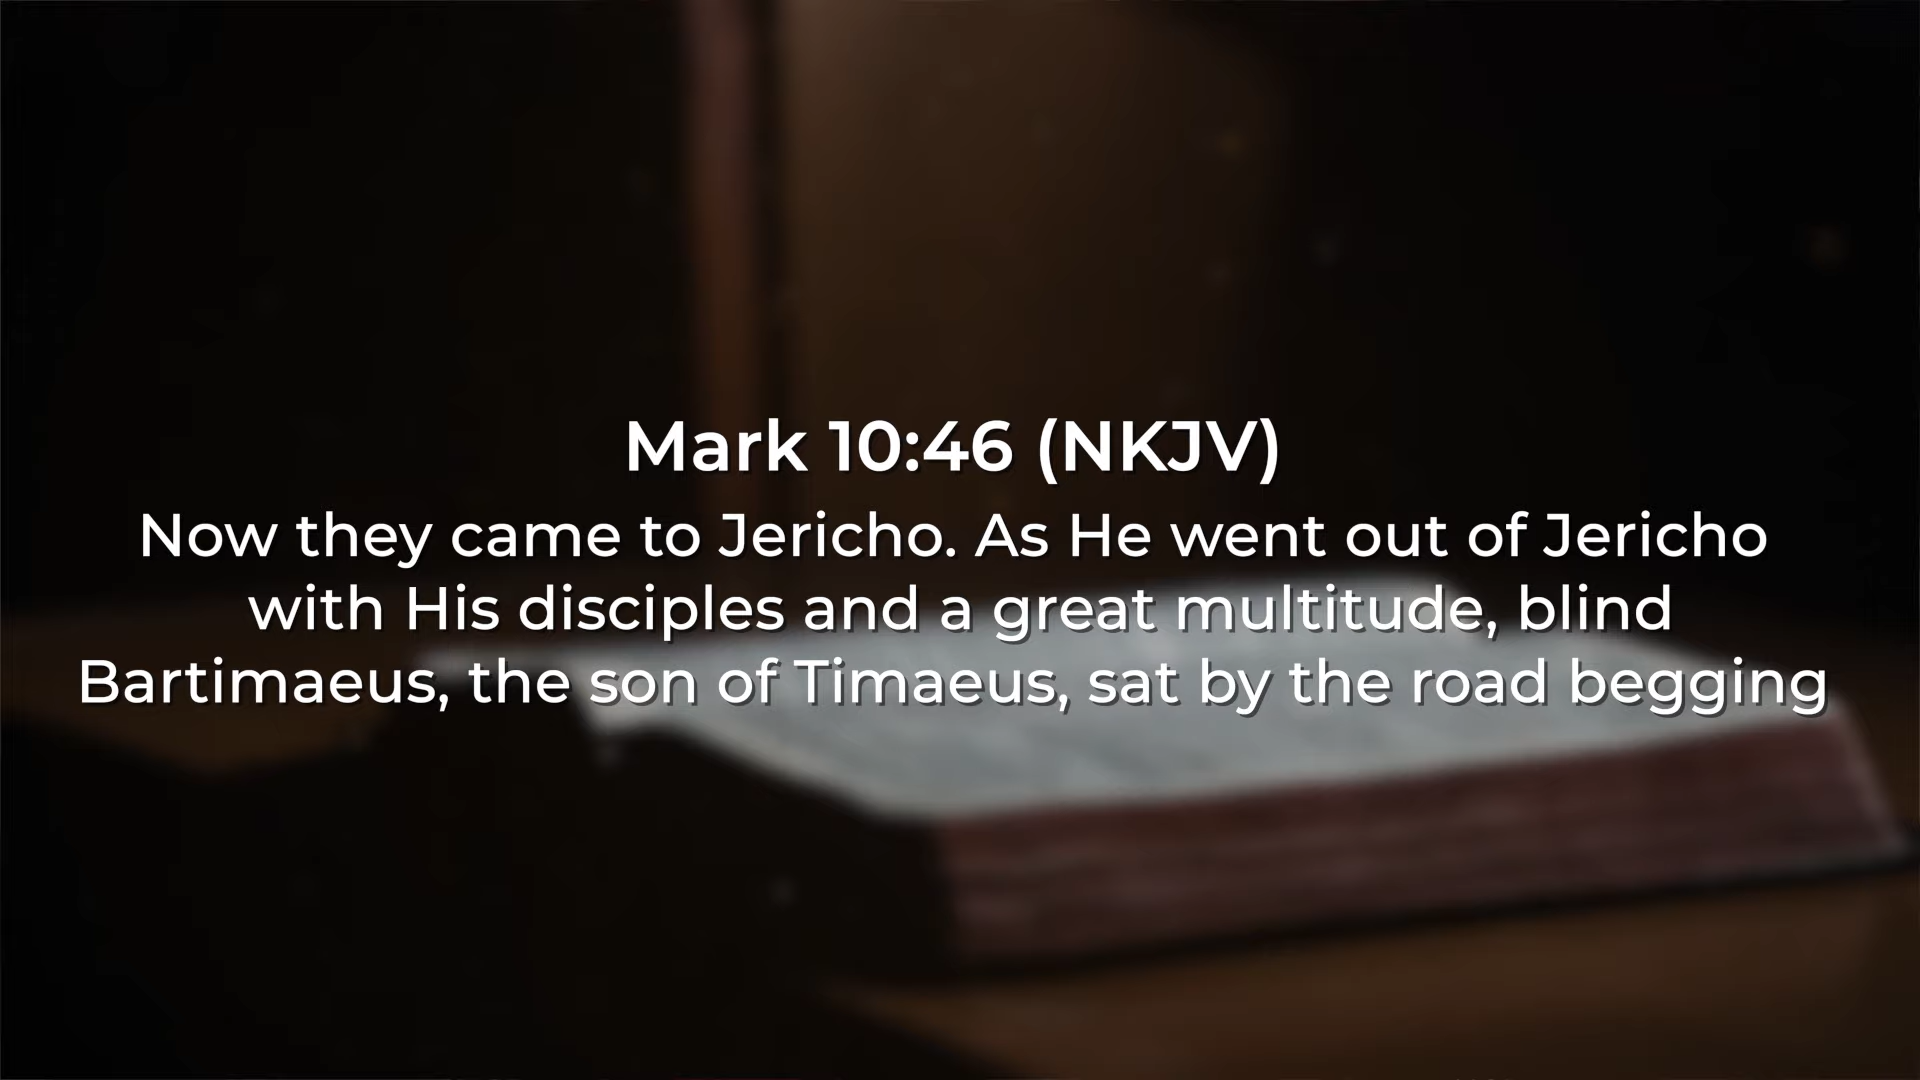 Mark 10:46 (NKJV)
Now they came to Jericho. As He went out of Jericho
with His disciples and a great multitude, blind
Bartimaeus, the son of Timaeus, sat by the road begging